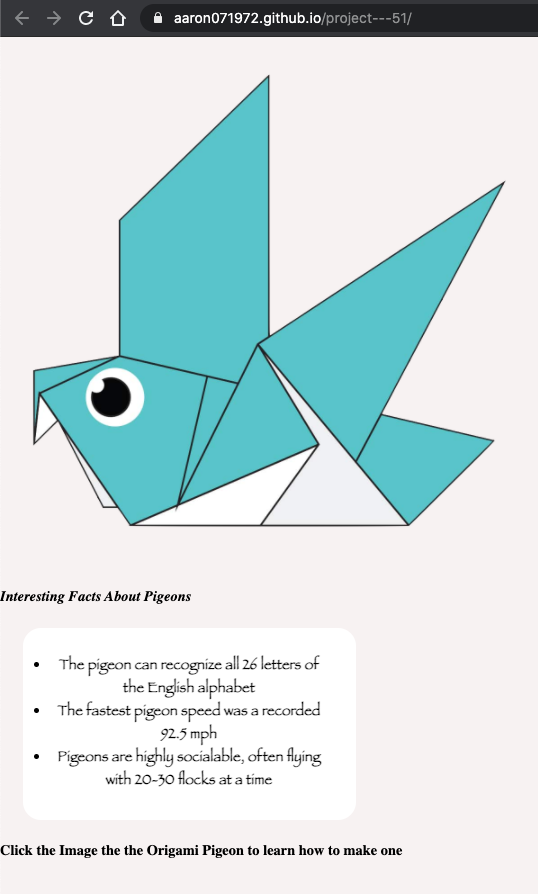 aaron071972.github.io/project---51/
Interesting Facts About Pigeons
The pigeon can recognize all 26 letters of
the English alphabet
The fastest pigeon speed was a recorded
92.5 mph
Pigeons are highly socialable, often flying
with 20-30 flocks at a time
Click the Image the the Origami Pigeon to learn how to make one